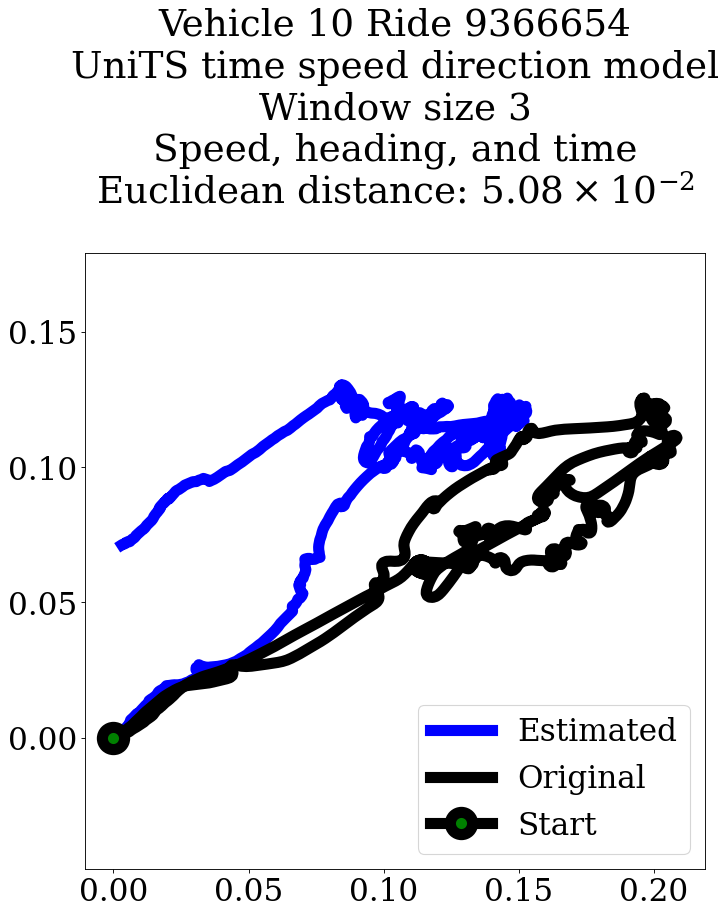 Vehicle 10 Ride 9366654
UniTS time speed direction model
Window size 3
Speed, heading, and time
Euclidean distance: $5.08 \times 10^{-2}$
0.15
0.10
0.05
0.00
Estimated
Original
Start
0.00 0.05 0.10 0.15 0.20